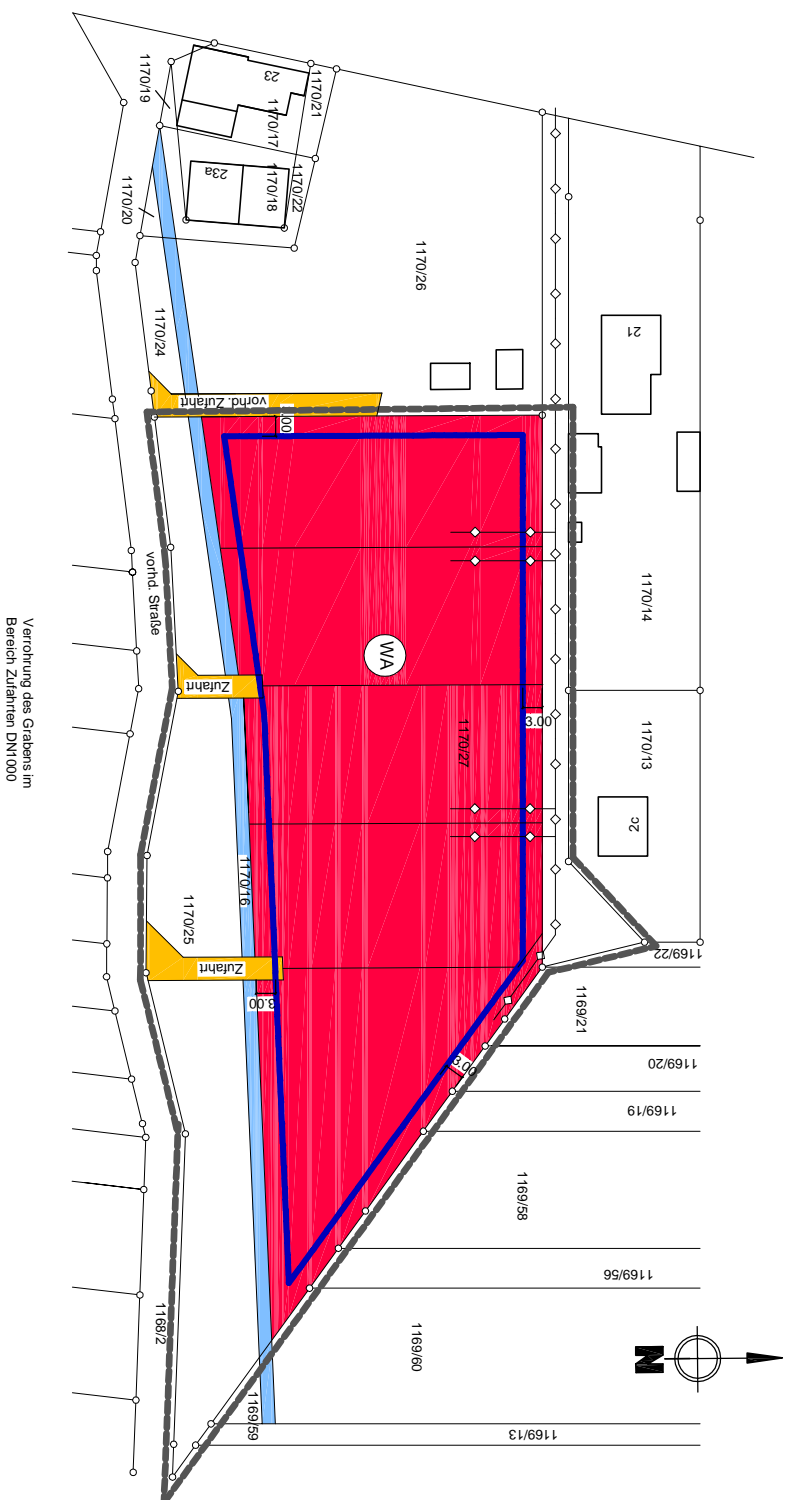 1170/19
23
1170/21
1170/17
23a
1170/18
1170/22
1170/20
1170/26
1170/24
21
vorhd. Zufahrt
3.00
vorhd. Straße
1170/14
WA
Verrohrung des Grabens im
Bereich Zufahrten DN1000
Zufahrt
1170/27
3.00
1170/13
2c
1170/16
1170/25
Zufahrt
3.00
1169/22
1169/21
3.00
1169/20
1169/19
1169/58
1169/56
1168/2
1169/60
N
1169/59
1169/13